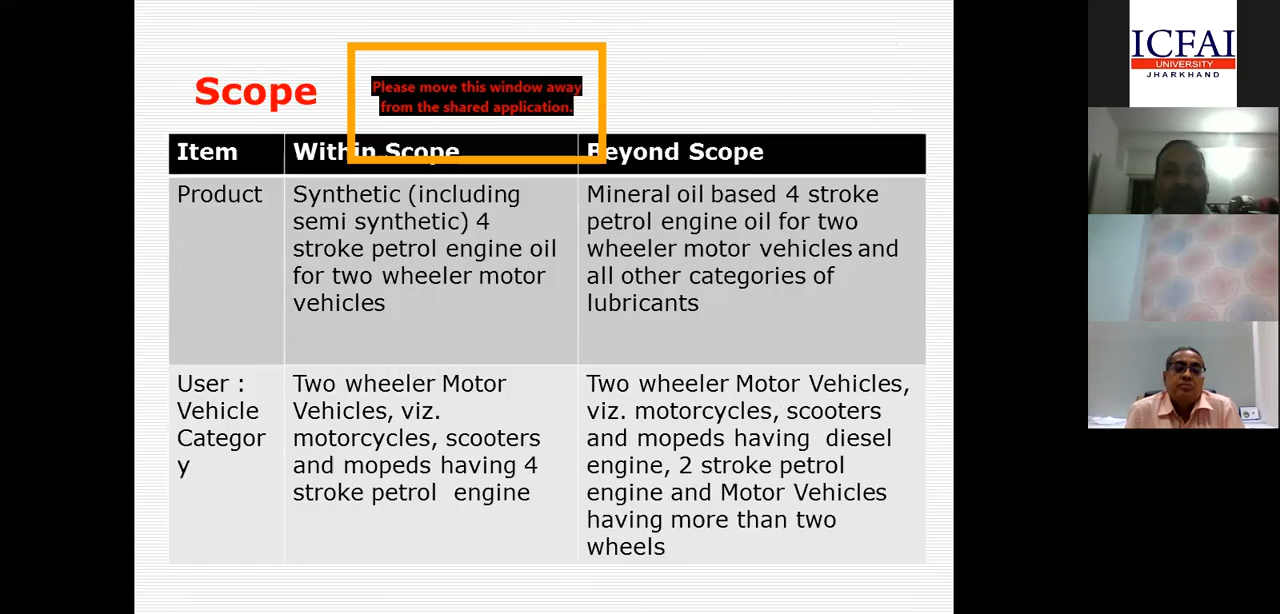 Scope
Please move this window away
from the shared application.
Item
Within Scope
Beyond Scope
Product
Synthetic (including
semi synthetic) 4
stroke petrol engine oil
for two wheeler motor
vehicles
Mineral oil based 4 stroke
petrol engine oil for two
wheeler motor vehicles and
all other categories of
lubricants
User :
Vehicle
Categor
y
Two wheeler Motor
Vehicles, viz.
motorcycles, scooters
and mopeds having 4
stroke petrol engine
Two wheeler Motor Vehicles,
viz. motorcycles, scooters
and mopeds having diesel
engine, 2 stroke petrol
engine and Motor Vehicles
having more than two
wheels
ICFAI
UNIVERSITY
JHARKHAND